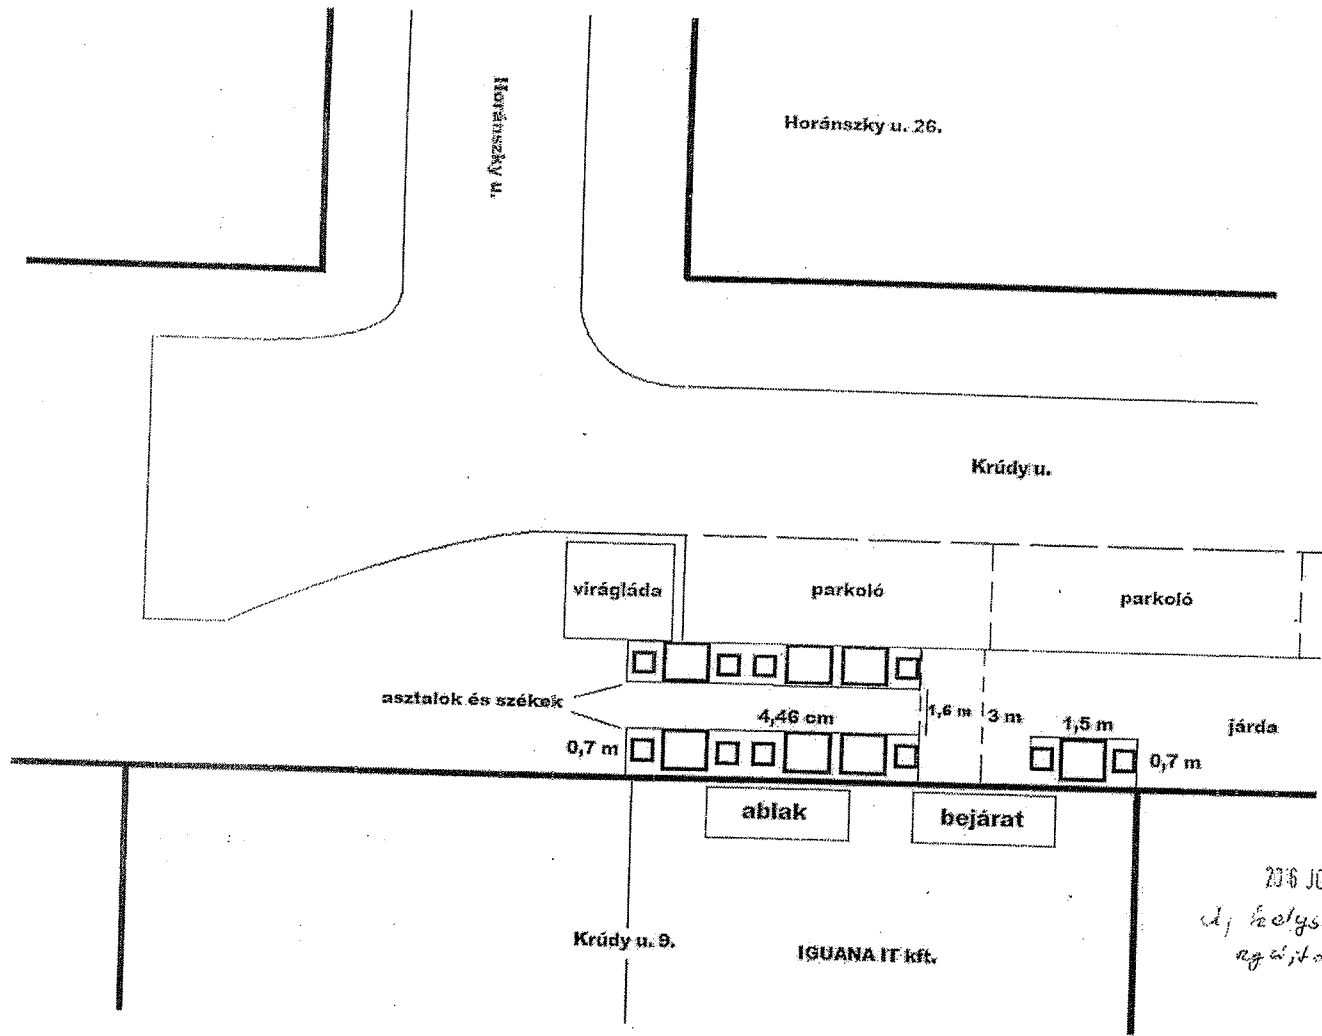 Horánszky u.
Horánszky u. 26.
Krúdy u.
virágláda
parkoló
parkoló
asztalok és székek
4,46 cm
1,6 m
3 m
1,5 m
járda
0,7 m
0,7 m
ablak
bejárat
Krúdy u. 9.
IGUANA IT kft.